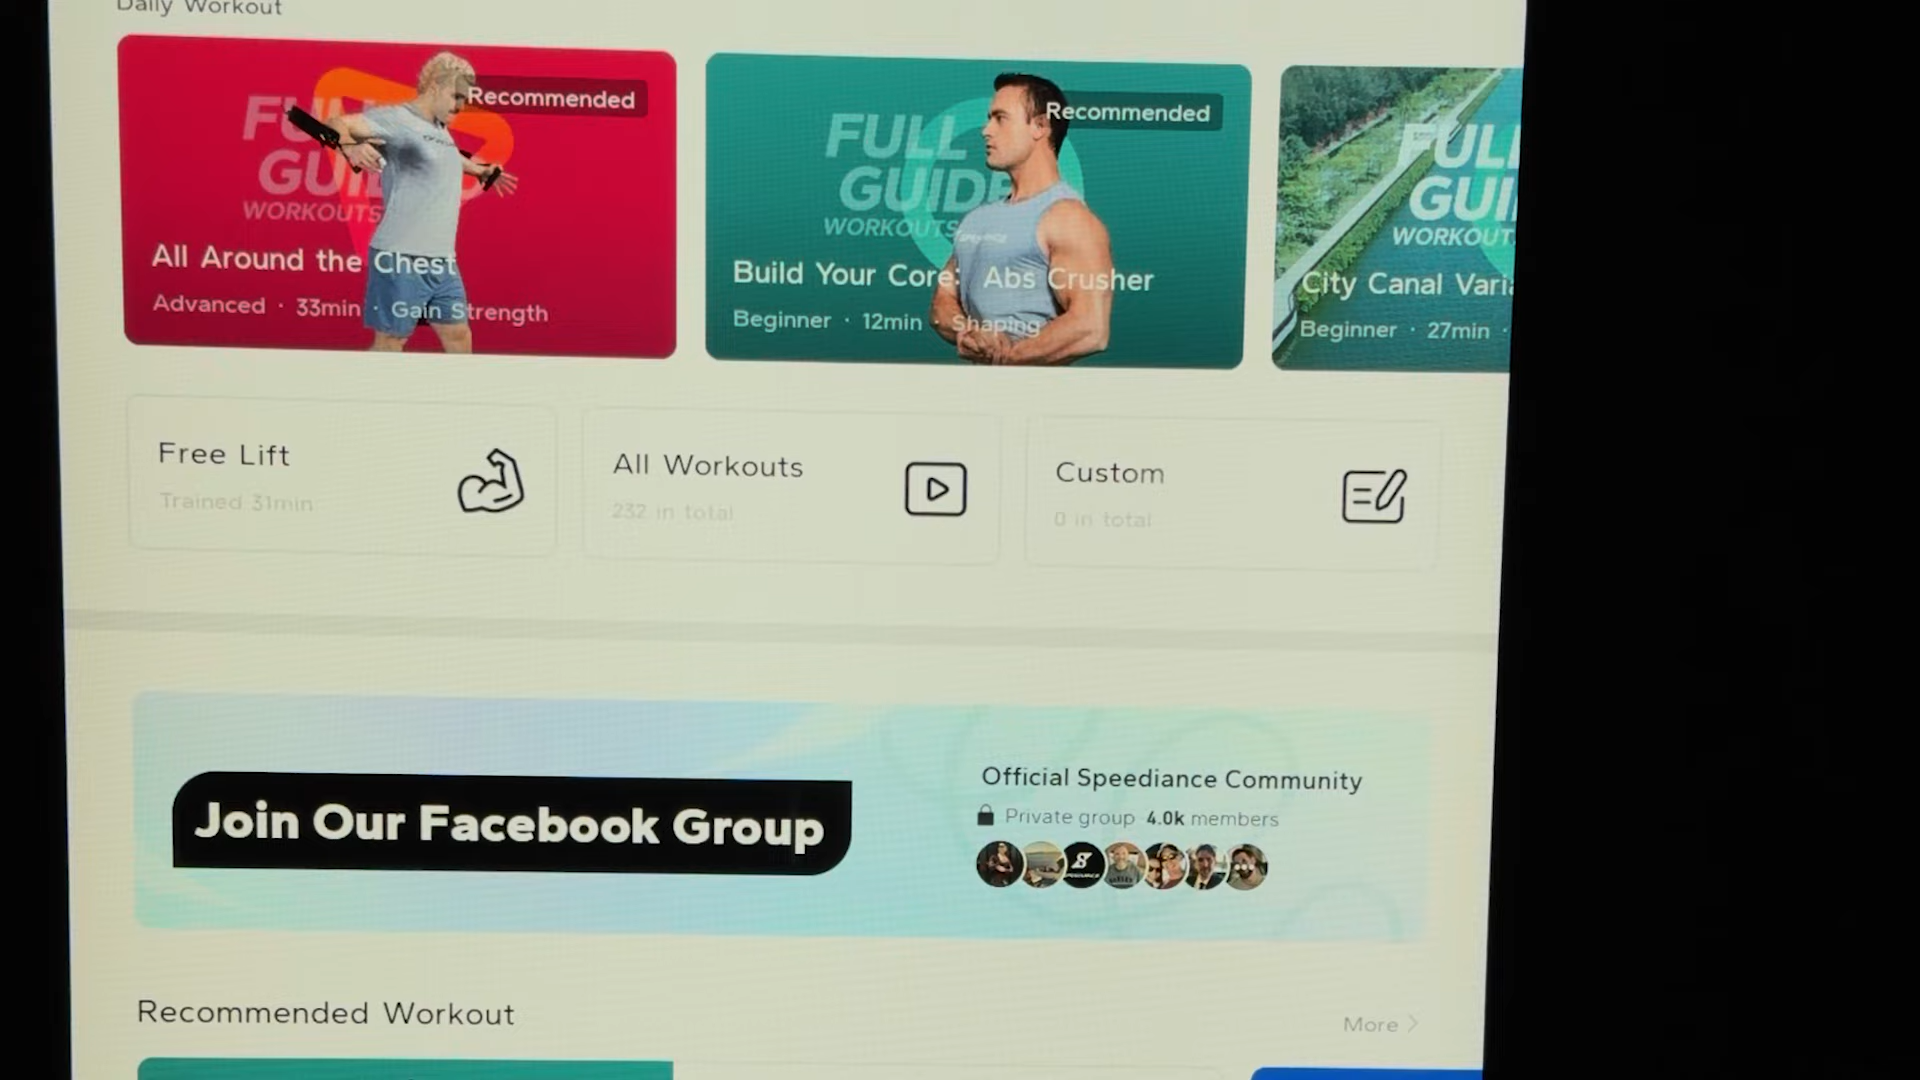 Daily Workout
FULL
GUIDE
WORKOUTS
Recommended
All Around the Chest
Advanced · 33min · Gain Strength
FULL
GUIDE
WORKOUTS
Recommended
Build Your Core: Abs Crusher
Beginner · 12min · Shaping
FULL
GUI
WORKOUT
City Canal Varia
Beginner · 27min ·
Free Lift
Trained 31min
All Workouts
232 in total
Custom
0 in total
Join Our Facebook Group
Official Speediance Community
Private group 4.0k members
Recommended Workout
More >